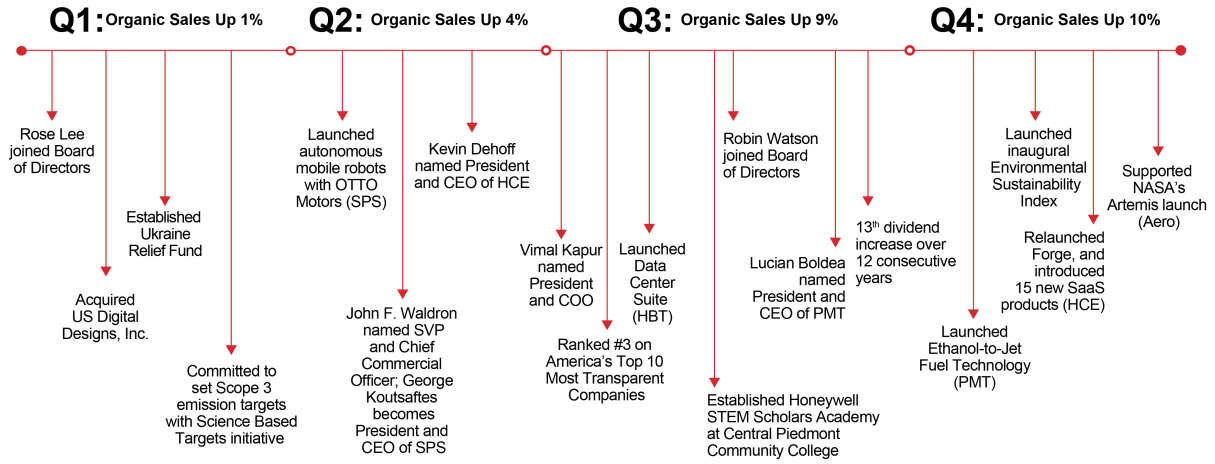 Q1: Organic Sales Up 1%
Rose Lee
joined Board
of Directors
Acquired
US Digital
Designs, Inc.
Established
Ukraine
Relief Fund
Committed to
set Scope 3
emission targets
with Science Based
Targets initiative
Q2: Organic Sales Up 4%
Launched
autonomous
mobile robots
with OTTO
Motors (SPS)
John F. Waldron
named SVP
and Chief
Commercial
Officer; George
Koutsaftes
becomes
President and
CEO of SPS
Kevin Dehoff
named President
and CEO of HCE
Q3: Organic Sales Up 9%
Vimal Kapur
named
President
and COO
Ranked #3 on
America's Top 10
Most Transparent
Companies
Launched
Data
Center
Suite
(HBT)
Established Honeywell
STEM Scholars Academy
at Central Piedmont
Community College
Robin Watson
joined Board
of Directors
Lucian Boldea
named
President and
CEO of PMT
13th dividend
increase over
12 consecutive
years
Q4: Organic Sales Up 10%
Launched
Ethanol-to-Jet
Fuel Technology
(PMT)
Launched
inaugural
Environmental
Sustainability
Index
Relaunched
Forge, and
introduced
15 new SaaS
products (HCE)
Supported
NASA's
Artemis launch
(Aero)